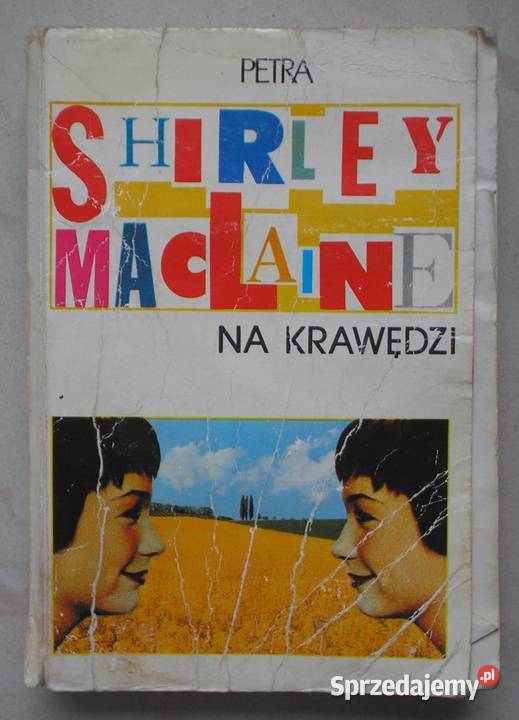 PETRA
SHIRLEY
MACLAINE
NA KRAWĘDZI
Sprzedajemy.pl